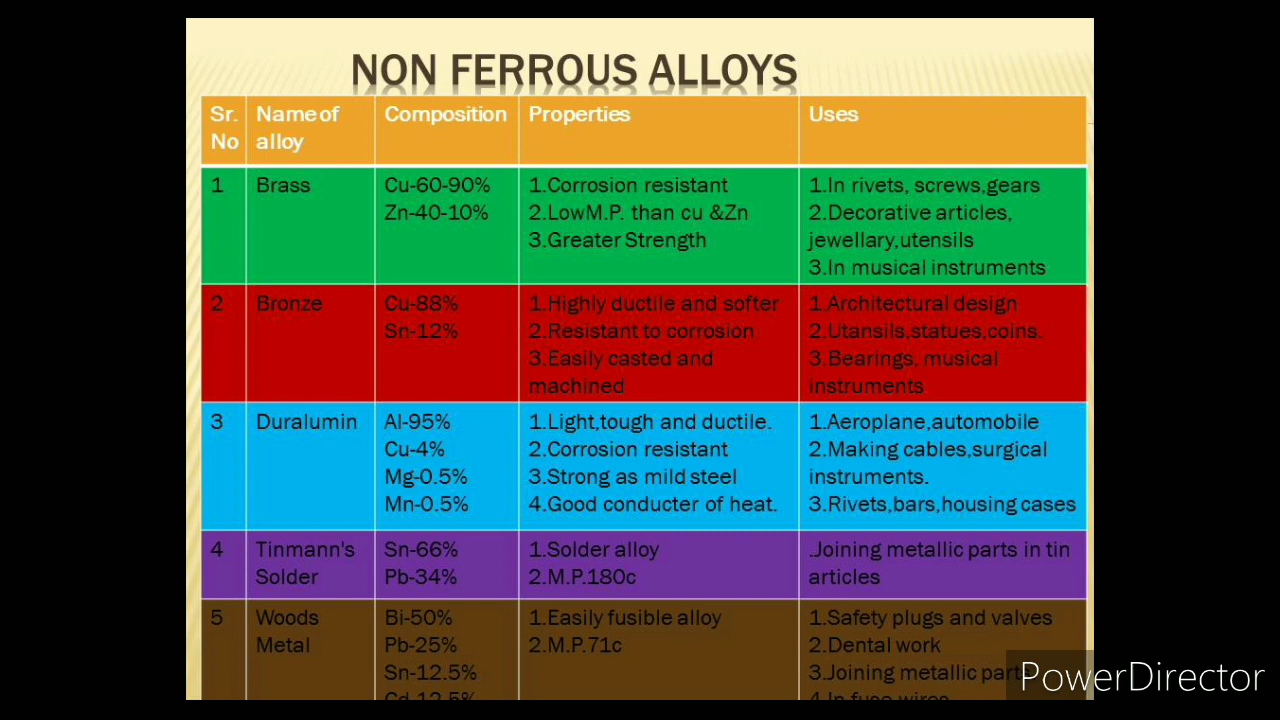 NON FERROUS ALLOYS
Sr. No
Name of alloy
Composition
Properties
Uses
1
Brass
Cu-60-90%
Zn-40-10%
1.Corrosion resistant
2.LowM.P. than cu &Zn
3.Greater Strength
1.In rivets, screws,gears
2.Decorative articles,
jewellary,utensils
3.In musical instruments
2
Bronze
Cu-88%
Sn-12%
1.Highly ductile and softer
2.Resistant to corrosion
3.Easily casted and
machined
1.Architectural design
2.Utansils,statues,coins.
3.Bearings, musical
instruments
3
Duralumin
Al-95%
Cu-4%
Mg-0.5%
Mn-0.5%
1.Light,tough and ductile.
2.Corrosion resistant
3.Strong as mild steel
4.Good conducter of heat.
1.Aeroplane,automobile
2.Making cables,surgical
instruments.
3.Rivets,bars,housing cases
4
Tinmann's
Solder
Sn-66%
Pb-34%
1.Solder alloy
2.M.P.180c
.Joining metallic parts in tin
articles
5
Woods
Metal
Bi-50%
Pb-25%
Sn-12.5%
Cd-12.5%
1.Easily fusible alloy
2.M.P.71c
1.Safety plugs and valves
2.Dental work
3.Joining metallic parts
4.In fuse wires
PowerDirector